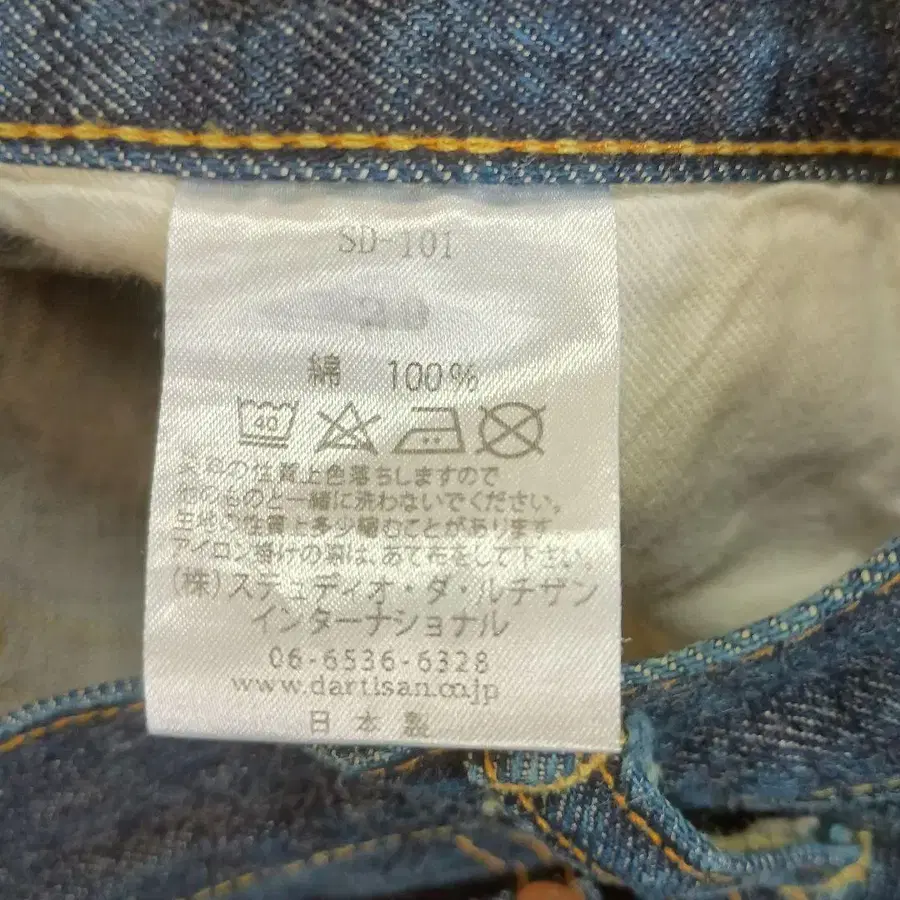 SD-101
綿 100%
40
の性質上色落ちしますので
他のものと一緒に洗わないでください。
生地の性質上多少縮むことがあります。
アイロン掛けの際は、あて布をして下さい。
(株)ステュディオ・ダ・ルチザン
インターナショナル
06-6536-6328
www.dartisan.co.jp
日本製